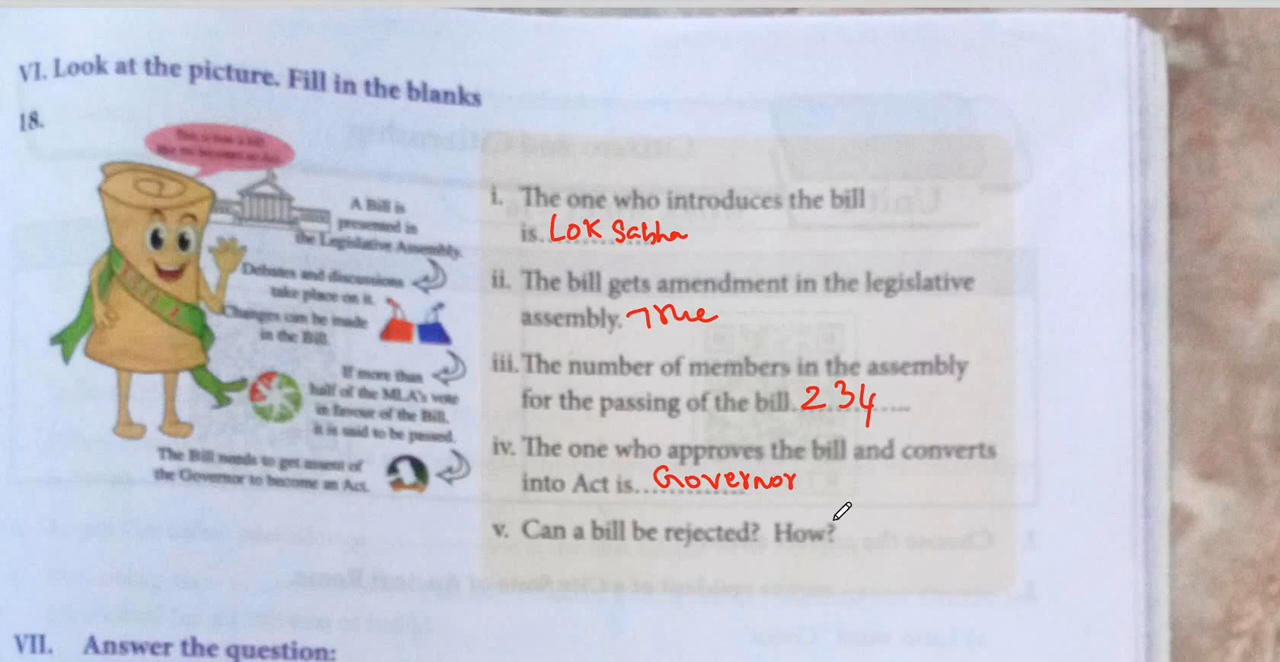 VI. Look at the picture. Fill in the blanks
18.
A Bill is
presented in
the Legislative Assembly.
Debates and discussions
take place on it.
Changes can be made
in the Bill.
If more than
half of the MLA's vote
in favour of the Bill,
it is said to be passed.
The Bill needs to get assent of
the Governor to become an Act.
i. The one who introduces the bill
is. Lok Sabha
ii. The bill gets amendment in the legislative
assembly. True
iii. The number of members in the assembly
for the passing of the bill. 234
iv. The one who approves the bill and converts
into Act is. Governor
v. Can a bill be rejected? How?
VII. Answer the question: